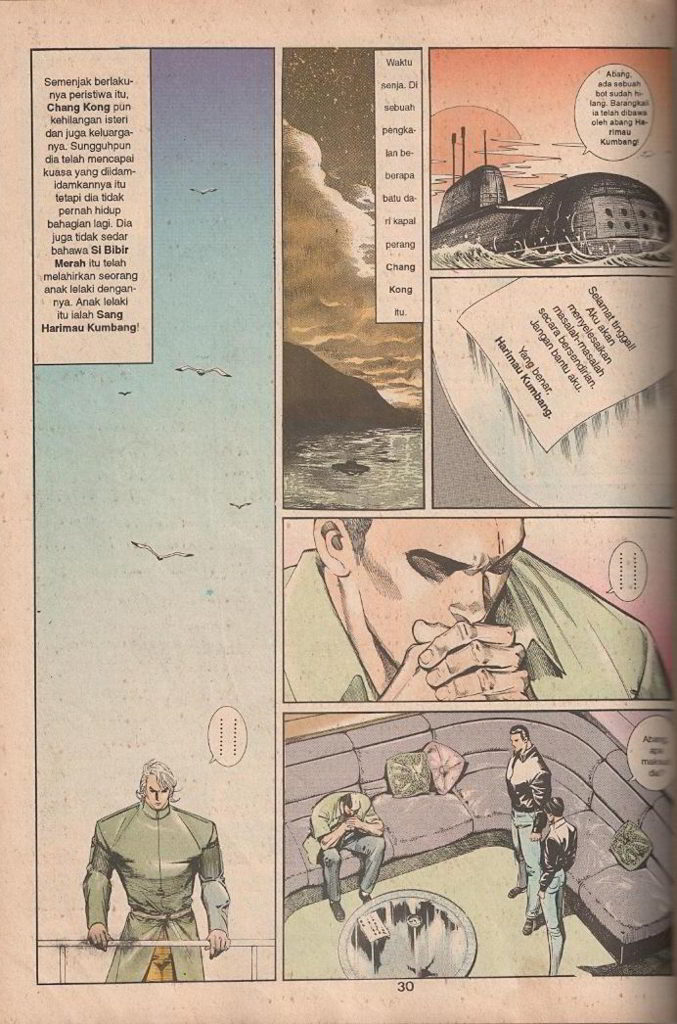 Semenjak berlaku-
nya peristiwa itu,
Chang Kong pun
kehilangan isteri
dan juga keluarga-
nya. Sungguhpun
dia telah mencapai
kuasa yang diidam-
idamkannya itu
tetapi dia tidak
pernah hidup
bahagian lagi. Dia
juga tidak sedar
bahawa Si Bibir
Merah itu telah
melahirkan seorang
anak lelaki dengan-
nya. Anak lelaki
itu ialah Sang
Harimau Kumbang!
Waktu
senja. Di
sebuah
pengka-
lan be-
berapa
batu da-
ri kapal
perang
Chang
Kong
itu.
Abang,
ada sebuah
bot sudah hi-
lang. Barangkal
ia telah dibawa
oleh abang Ha-
rimau
Kumbang!
Selamat tinggal!
Aku akan
menyelesaikan
masalah-masalah
secara bersendirian.
Jangan bantu aku.
Yang benar,
Harimau Kumbang.
Abang,
apa
maksud
30